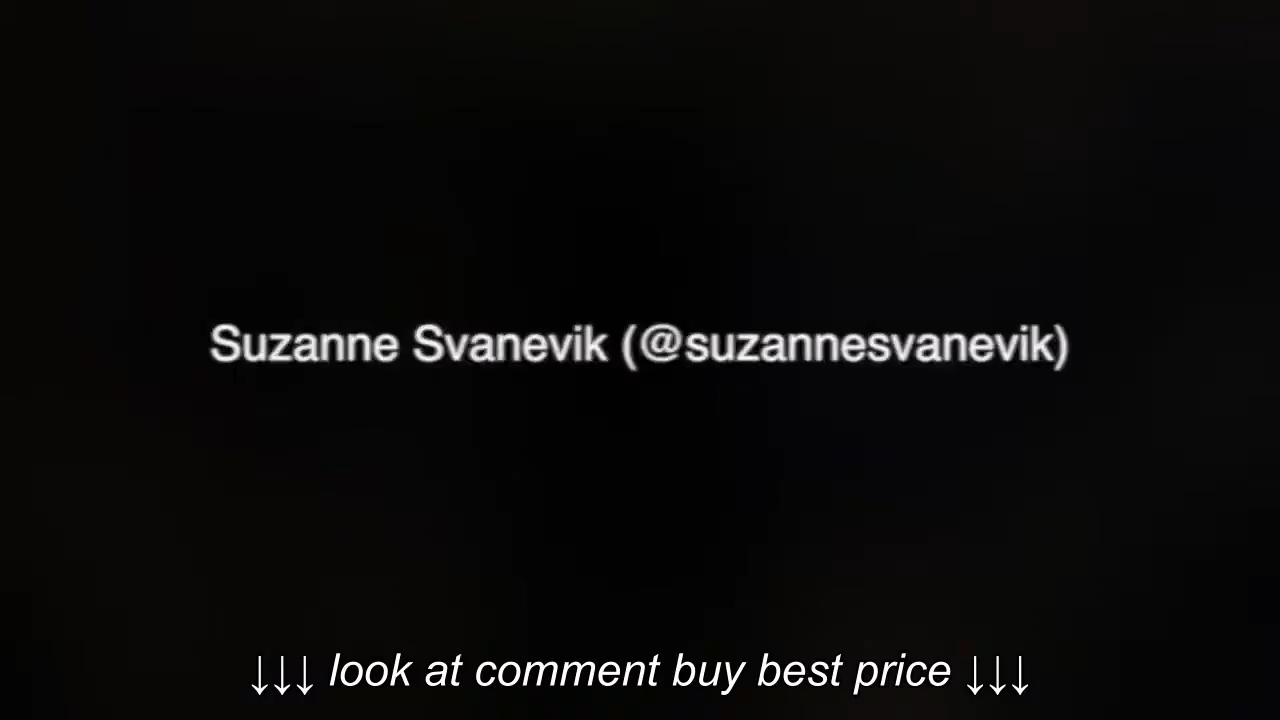 Suzanne Svanevik (@suzannesvanevik)
↓↓↓ look at comment buy best price ↓↓↓